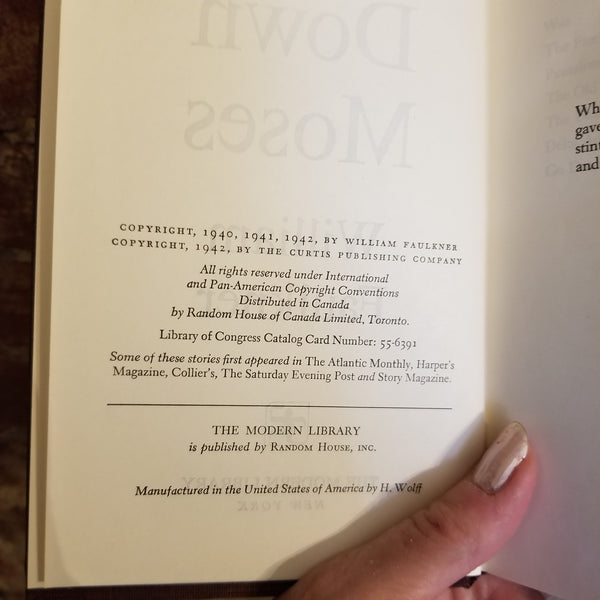 COPYRIGHT, 1940, 1941, 1942, BY WILLIAM FAULKNER
COPYRIGHT, 1942, BY THE CURTIS PUBLISHING COMPANY
All rights reserved under International
and Pan-American Copyright Conventions
Distributed in Canada
by Random House of Canada Limited, Toronto.
Library of Congress Catalog Card Number: 55-6391
Some of these stories first appeared in The Atlantic Monthly, Harper's
Magazine, Collier's, The Saturday Evening Post and Story Magazine.
THE MODERN LIBRARY
is published by RANDOM HOUSE, INC.
Manufactured in the United States of America by H. Wolff
Down
Moses
and